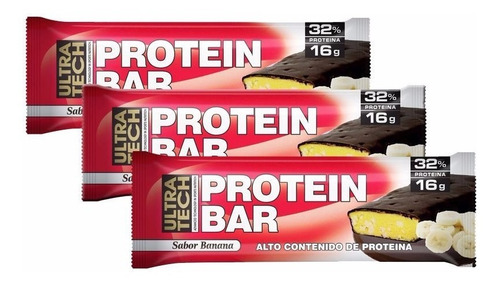 ULTRA
TECH
PROTEIN
BAR
32%
PROTEINA
16g
Sabor
ULTRA
TECH
PROTEIN
BAR
32%
PROTEINA
16g
Sabor
ULTRA
TECH
PROTEIN
BAR
32%
PROTEINA
16g
Sabor Banana
ALTO CONTENIDO DE PROTEINA